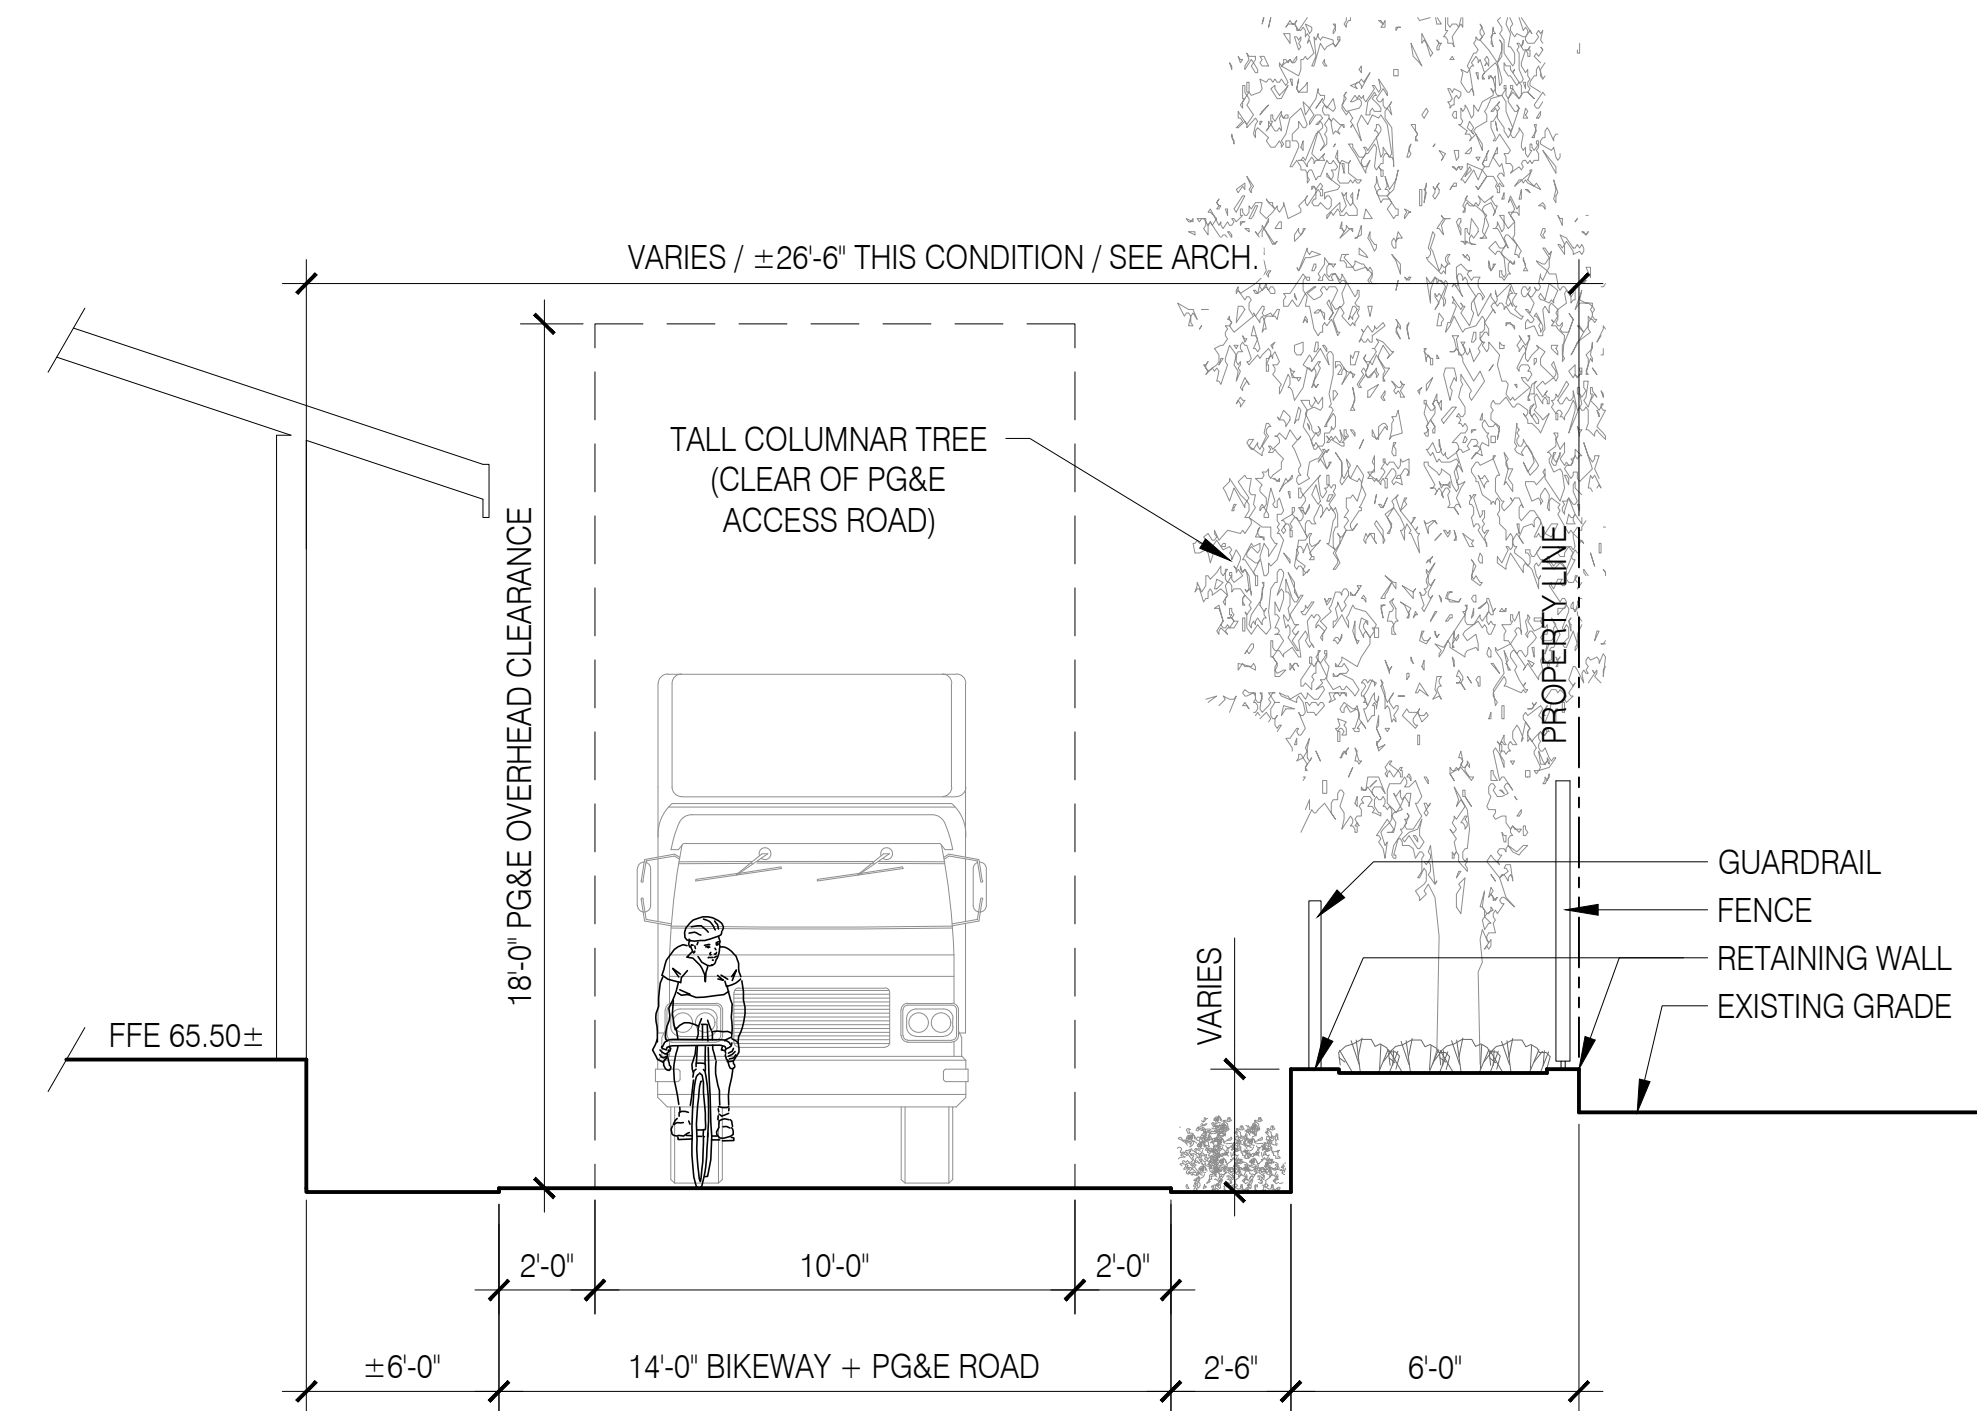 VARIES / ±26'-6" THIS CONDITION / SEE ARCH.
TALL COLUMNAR TREE
(CLEAR OF PG&E
ACCESS ROAD)
18'-0" PG&E OVERHEAD CLEARANCE
PROPERTY LINE
GUARDRAIL
FENCE
RETAINING WALL
EXISTING GRADE
VARIES
FFE 65.50±
2'-0"
10'-0"
2'-0"
±6'-0"
14'-0" BIKEWAY + PG&E ROAD
2'-6"
6'-0"